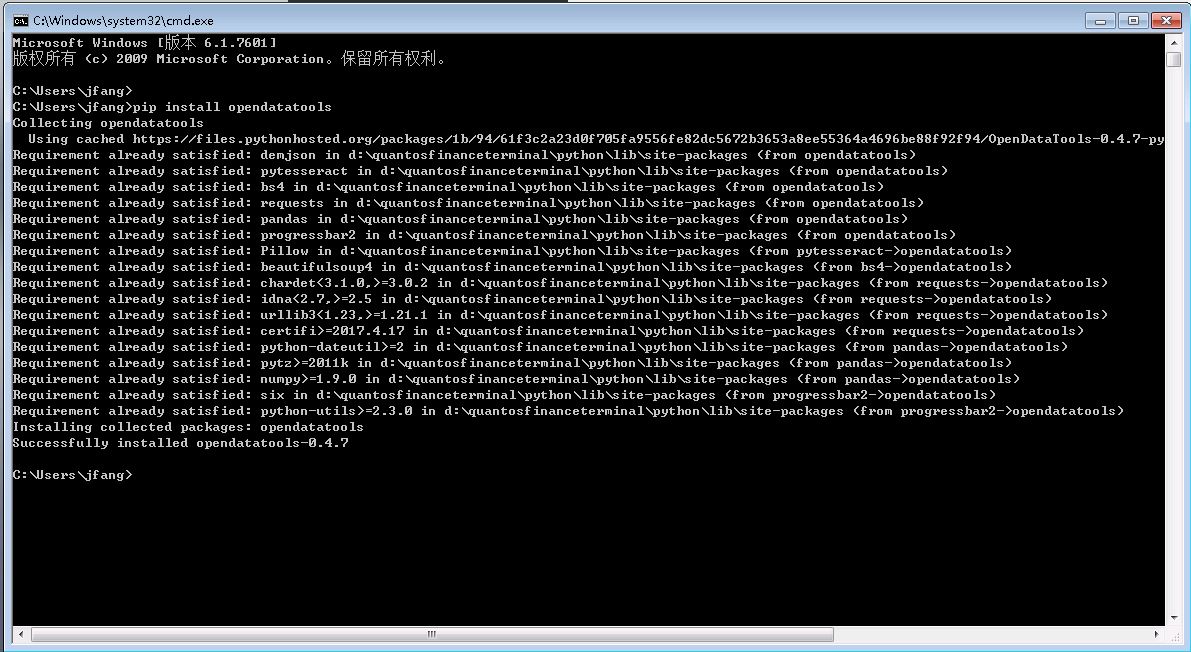 C:\Windows\system32\cmd.exe
Microsoft Windows [版本 6.1.7601]
版权所有 (c) 2009 Microsoft Corporation。保留所有权利。
C:\Users\jfang>
C:\Users\jfang>pip install opendatatools
Collecting opendatatools
  Using cached https://files.pythonhosted.org/packages/1b/94/61f3c2a23d0f705fa9556fe82dc5672b3653a8ee55364a4696be88f92f94/OpenDataTools-0.4.7-py
Requirement already satisfied: demjson in d:\quantosfinanceterminal\python\lib\site-packages (from opendatatools)
Requirement already satisfied: pytesseract in d:\quantosfinanceterminal\python\lib\site-packages (from opendatatools)
Requirement already satisfied: bs4 in d:\quantosfinanceterminal\python\lib\site-packages (from opendatatools)
Requirement already satisfied: requests in d:\quantosfinanceterminal\python\lib\site-packages (from opendatatools)
Requirement already satisfied: pandas in d:\quantosfinanceterminal\python\lib\site-packages (from opendatatools)
Requirement already satisfied: progressbar2 in d:\quantosfinanceterminal\python\lib\site-packages (from opendatatools)
Requirement already satisfied: Pillow in d:\quantosfinanceterminal\python\lib\site-packages (from pytesseract->opendatatools)
Requirement already satisfied: beautifulsoup4 in d:\quantosfinanceterminal\python\lib\site-packages (from bs4->opendatatools)
Requirement already satisfied: chardet<3.1.0,>=3.0.2 in d:\quantosfinanceterminal\python\lib\site-packages (from requests->opendatatools)
Requirement already satisfied: idna<2.7,>=2.5 in d:\quantosfinanceterminal\python\lib\site-packages (from requests->opendatatools)
Requirement already satisfied: urllib3<1.23,>=1.21.1 in d:\quantosfinanceterminal\python\lib\site-packages (from requests->opendatatools)
Requirement already satisfied: certifi>=2017.4.17 in d:\quantosfinanceterminal\python\lib\site-packages (from requests->opendatatools)
Requirement already satisfied: python-dateutil>=2 in d:\quantosfinanceterminal\python\lib\site-packages (from pandas->opendatatools)
Requirement already satisfied: pytz>=2011k in d:\quantosfinanceterminal\python\lib\site-packages (from pandas->opendatatools)
Requirement already satisfied: numpy>=1.9.0 in d:\quantosfinanceterminal\python\lib\site-packages (from pandas->opendatatools)
Requirement already satisfied: six in d:\quantosfinanceterminal\python\lib\site-packages (from progressbar2->opendatatools)
Requirement already satisfied: python-utils>=2.3.0 in d:\quantosfinanceterminal\python\lib\site-packages (from progressbar2->opendatatools)
Installing collected packages: opendatatools
Successfully installed opendatatools-0.4.7
C:\Users\jfang>